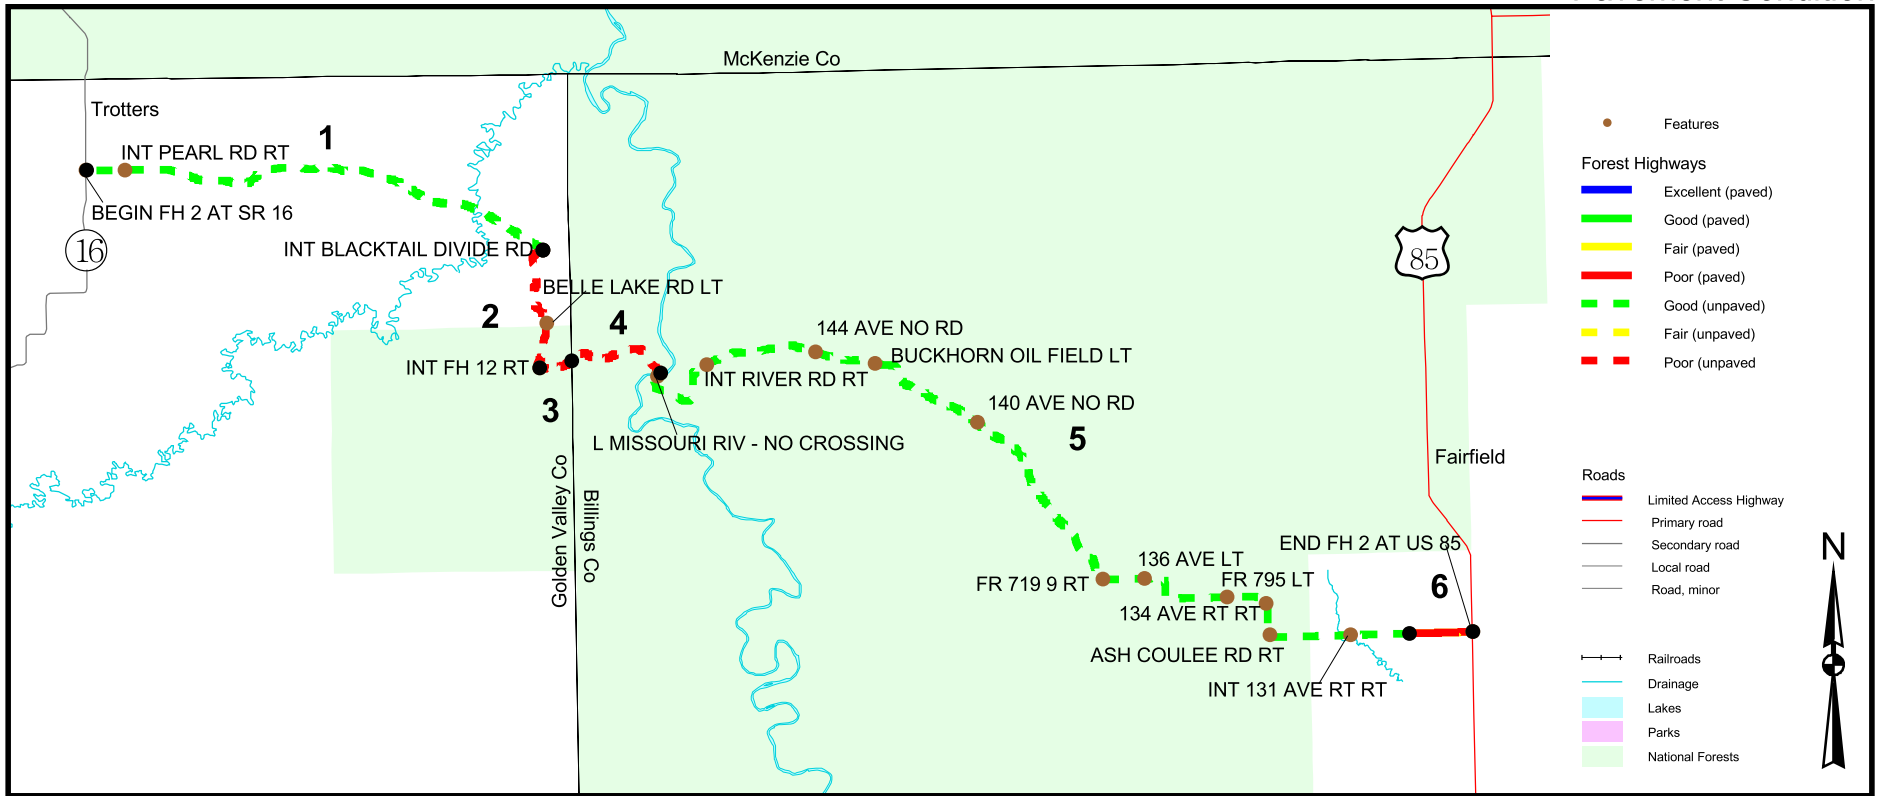 McKenzie Co
Trotters
1
INT PEARL RD RT
BEGIN FH 2 AT SR 16
16
INT BLACKTAIL DIVIDE RD
BELLE LAKE RD LT
2
4
INT FH 12 RT
3
144 AVE NO RD
BUCKHORN OIL FIELD LT
INT RIVER RD RT
140 AVE NO RD
5
L MISSOURI RIV - NO CROSSING
Golden Valley Co
Billings Co
85
Fairfield
END FH 2 AT US 85
136 AVE LT
FR 795 LT
FR 719 9 RT
6
134 AVE RT RT
ASH COULEE RD RT
INT 131 AVE RT RT
Features
Forest Highways
Excellent (paved)
Good (paved)
Fair (paved)
Poor (paved)
Good (unpaved)
Fair (unpaved)
Poor (unpaved
Roads
Limited Access Highway
Primary road
Secondary road
Local road
Road, minor
Railroads
Drainage
Lakes
Parks
National Forests
N